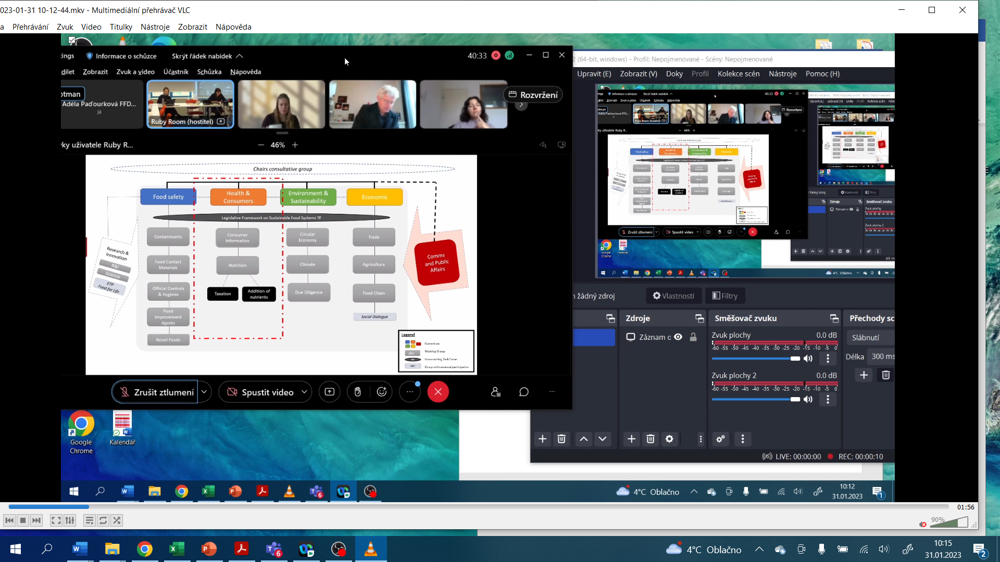 023-01-31 10-12-44.mkv - Multimediální přehrávač VLC
a Přehrávání Zvuk Video Titulky Nástroje Zobrazit Nápověda
tings Informace o schůzce Skrýt řádek nabídek 40:33
dílet Zobrazit Zvuk a video Účastník Schůzka Nápověda
otman
Adéla Paďourková FFD...
já
Ruby Room (hostitel)
Rozvržení
ky uživatele Ruby R...
46%
Chairs consultative group
Food safety
Health &
Consumers
Environment &
Sustainability
Economic
Legislative Framework on Sustainable Food Systems TF
Contaminants
Food Contact
Materials
Official Controls
& Hygiene
Food
Improvement
Agents
Novel Foods
Consumer
Information
Nutrition
Taxation
Addition of
nutrients
Circular
Economy
Climate
Due Diligence
Trade
Agriculture
Food Chain
Social Dialogue
Research &
Innovation
R&I
Science
ETP
Food for Life
Comms
and Public
Affairs
Legend
Committee
abc Working Group
abc Crosscutting Task Force
abc Group with external participation
Zrušit ztlumení
Spustit video
Google
Chrome
Kalendář
2 (64-bit, windows) - Profil: Nepojmenované - Scény: Nepojmenované
Upravit (E) Zobrazit (V) Doky Profil Kolekce scén Nástroje Pomoc (H)
n žádný zdroj
Vlastnosti
Filtry
Zdroje
Záznam o
Směšovač zvuku
Zvuk plochy 0.0 dB
-60 -55 -50 -45 -40 -35 -30 -25 -20 -15 -10 -5 0
Zvuk plochy 2 0.0 dB
-60 -55 -50 -45 -40 -35 -30 -25 -20 -15 -10 -5 0
Přechody sc
Slábnutí
Délka 300 ms
LIVE: 00:00:00 REC: 00:00:10
6
4°C Oblačno
10:12
31.01.2023
1
01:56
90%
6
4°C Oblačno
10:15
31.01.2023
2